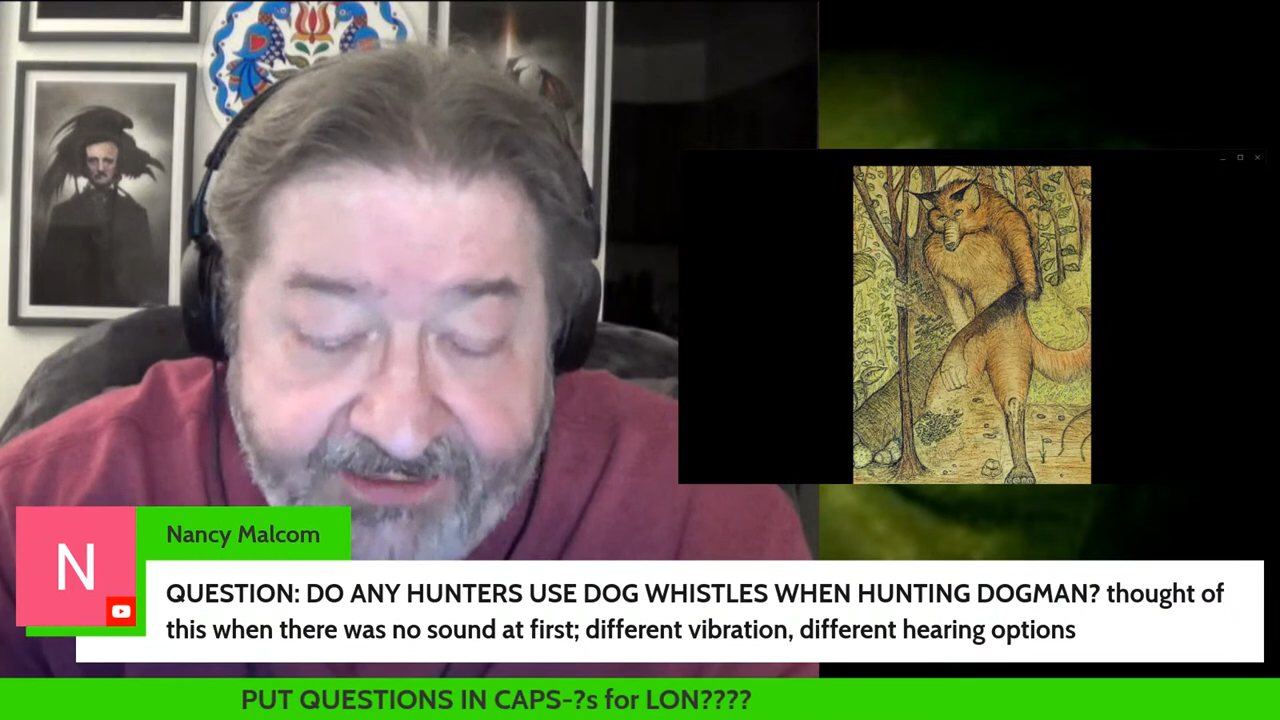 N
Nancy Malcom
QUESTION: DO ANY HUNTERS USE DOG WHISTLES WHEN HUNTING DOGMAN? thought of
this when there was no sound at first; different vibration, different hearing options
PUT QUESTIONS IN CAPS-?s for LON????